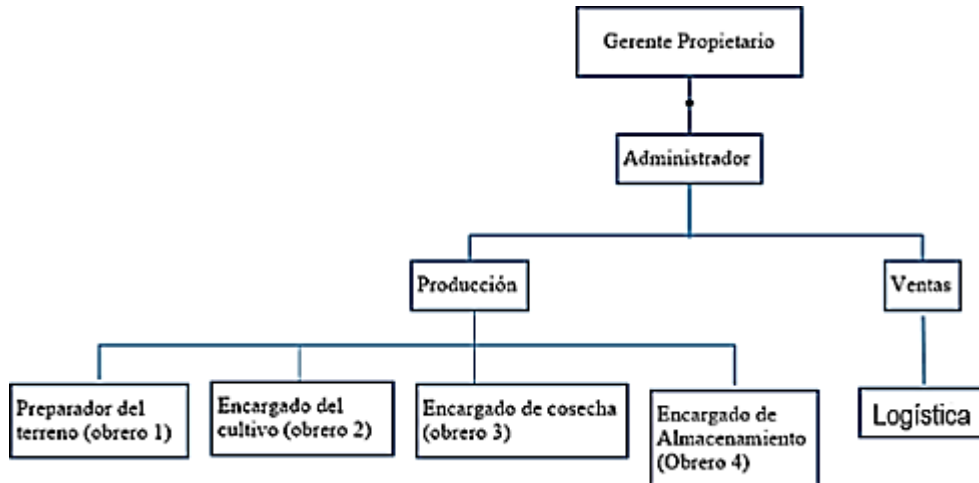 Gerente Propietario
Administrador
Producción
Ventas
Preparador del
terreno (obrero 1)
Encargado del
cultivo (obrero 2)
Encargado de cosecha
(obrero 3)
Encargado de
Almacenamiento
(Obrero 4)
Logística